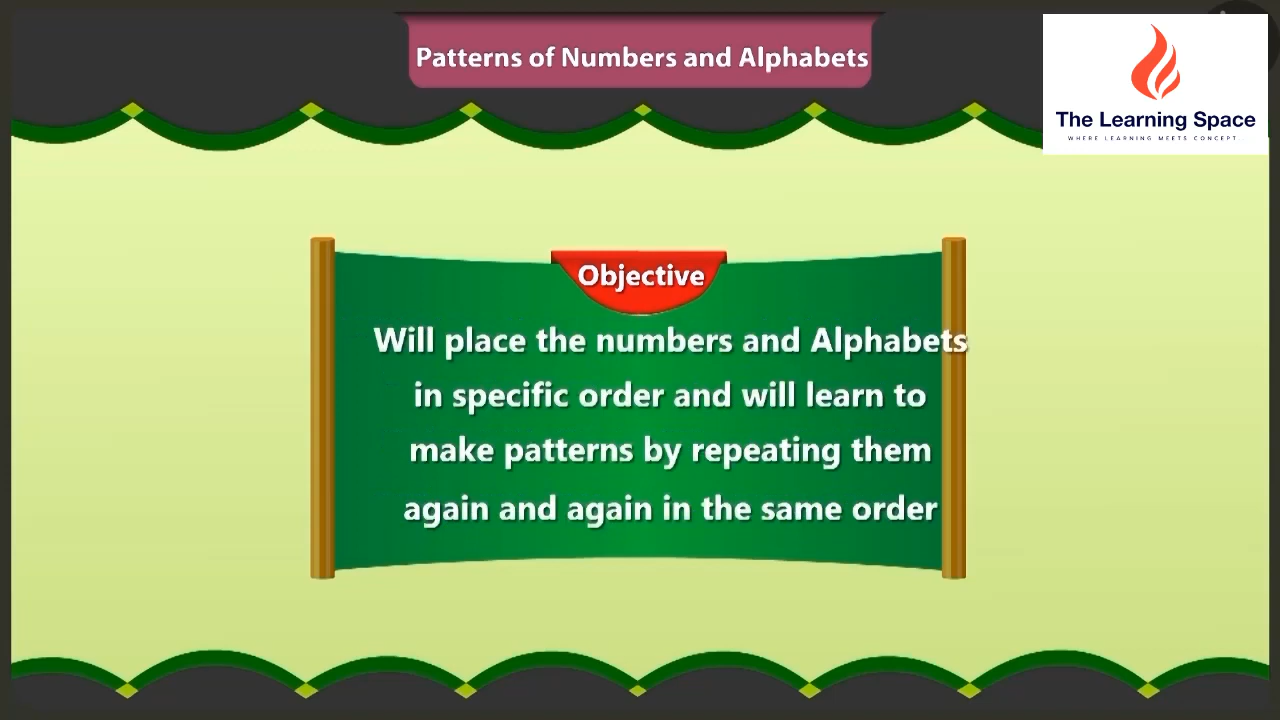 Patterns of Numbers and Alphabets
The Learning Space
WHERE LEARNING MEETS CONCEPT
Objective
Will place the numbers and Alphabets
in specific order and will learn to
make patterns by repeating them
again and again in the same order